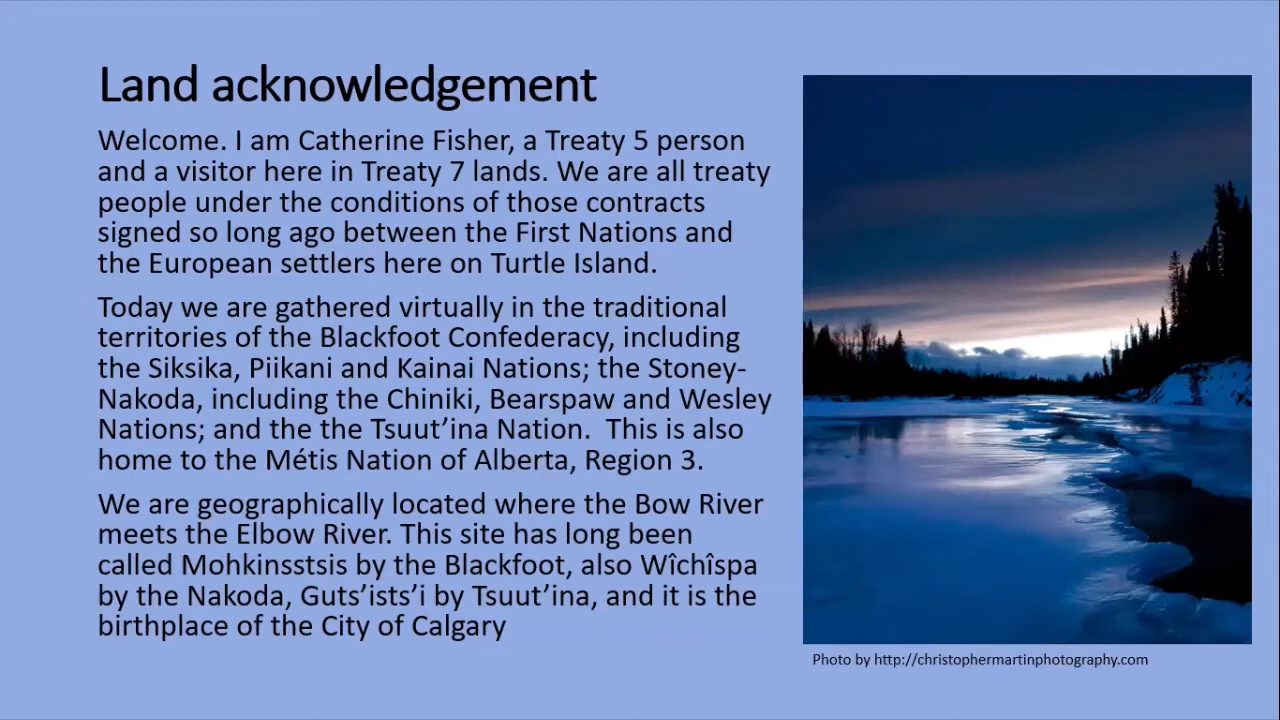 Land acknowledgement
Welcome. I am Catherine Fisher, a Treaty 5 person
and a visitor here in Treaty 7 lands. We are all treaty
people under the conditions of those contracts
signed so long ago between the First Nations and
the European settlers here on Turtle Island.
Today we are gathered virtually in the traditional
territories of the Blackfoot Confederacy, including
the Siksika, Piikani and Kainai Nations; the Stoney-
Nakoda, including the Chiniki, Bearspaw and Wesley
Nations; and the the Tsuut’ina Nation.  This is also
home to the Métis Nation of Alberta, Region 3.
We are geographically located where the Bow River
meets the Elbow River. This site has long been
called Mohkinsstsis by the Blackfoot, also Wîchîspa
by the Nakoda, Guts’ists’i by Tsuut’ina, and it is the
birthplace of the City of Calgary
Photo by http://christophermartinphotography.com